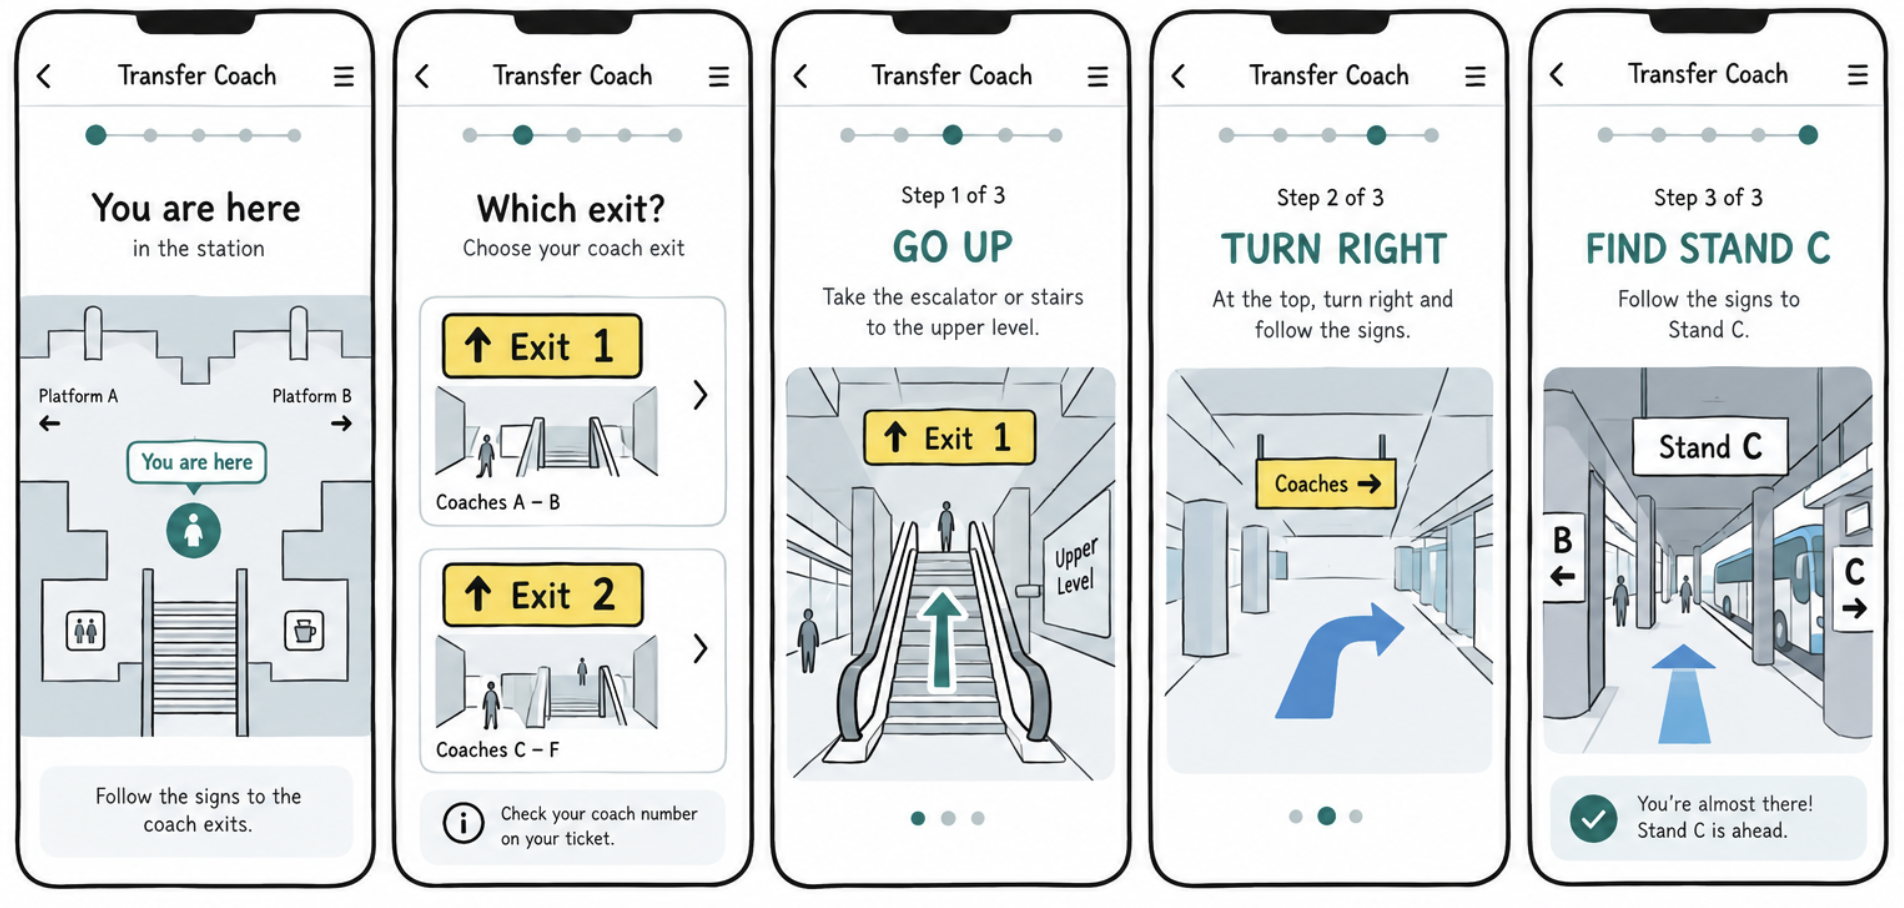 Transfer Coach
You are here
in the station
Platform A
←
Platform B
→
You are here
Follow the signs to the
coach exits.
Transfer Coach
Which exit?
Choose your coach exit
↑ Exit 1
Coaches A – B
↑ Exit 2
Coaches C – F
Check your coach number
on your ticket.
Transfer Coach
Step 1 of 3
GO UP
Take the escalator or stairs
to the upper level.
↑ Exit 1
Upper
Level
Transfer Coach
Step 2 of 3
TURN RIGHT
At the top, turn right and
follow the signs.
Coaches →
Transfer Coach
Step 3 of 3
FIND STAND C
Follow the signs to
Stand C.
Stand C
B
←
C
→
You're almost there!
Stand C is ahead.